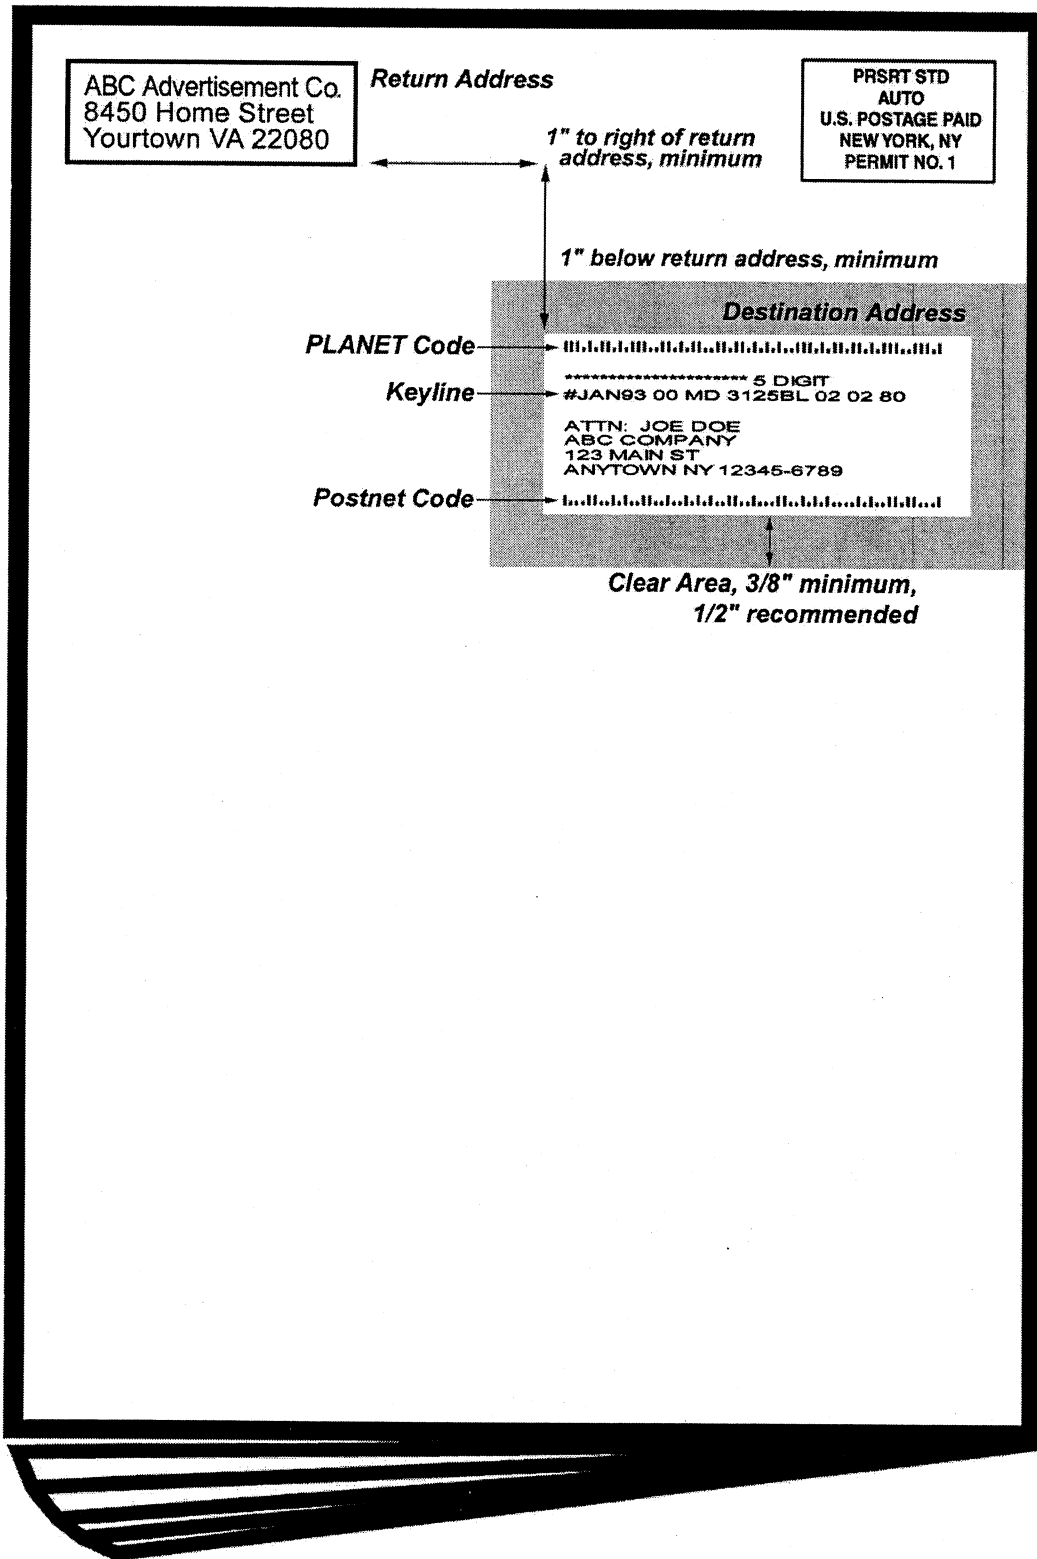 ABC Advertisement Co.
8450 Home Street
Yourtown VA 22080
Return Address
PRSRT STD
AUTO
U.S. POSTAGE PAID
NEW YORK, NY
PERMIT NO. 1
1" to right of return
address, minimum
1" below return address, minimum
Destination Address
PLANET Code
********************* 5 DIGIT
Keyline
#JAN93 00 MD 3125BL 02 02 80
ATTN: JOE DOE
ABC COMPANY
123 MAIN ST
ANYTOWN NY 12345-6789
Postnet Code
Clear Area, 3/8" minimum,
1/2" recommended